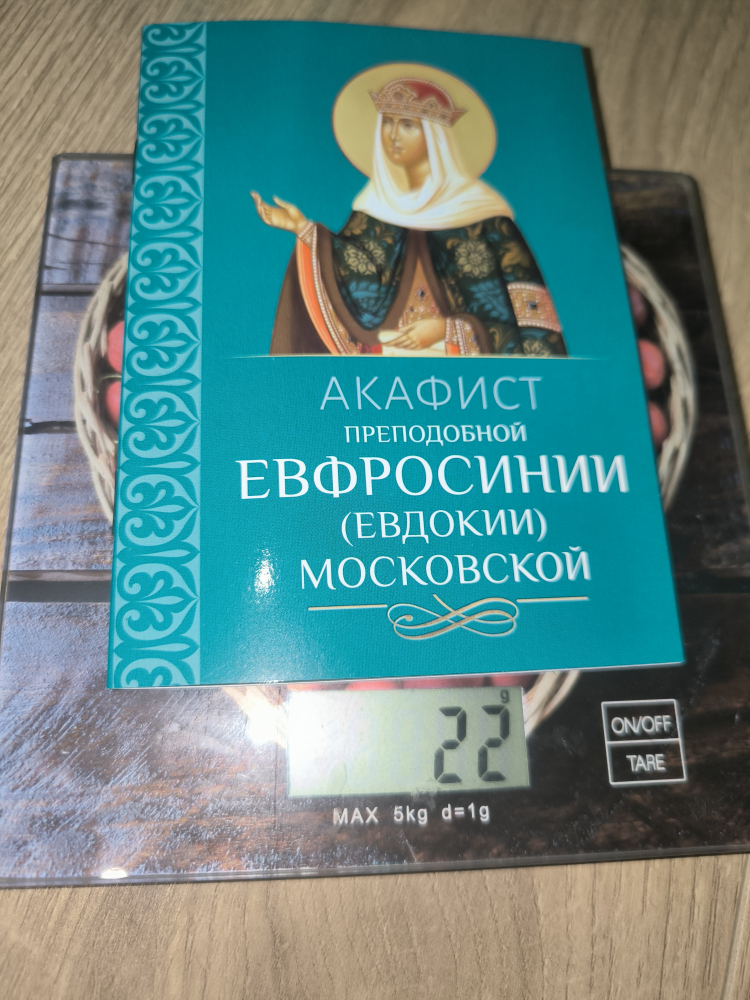 АКАФИСТ
ПРЕПОДОБНОЙ
ЕВФРОСИНИИ
(ЕВДОКИИ)
МОСКОВСКОЙ
g
22
ON/OFF
TARE
MAX 5kg d=1g